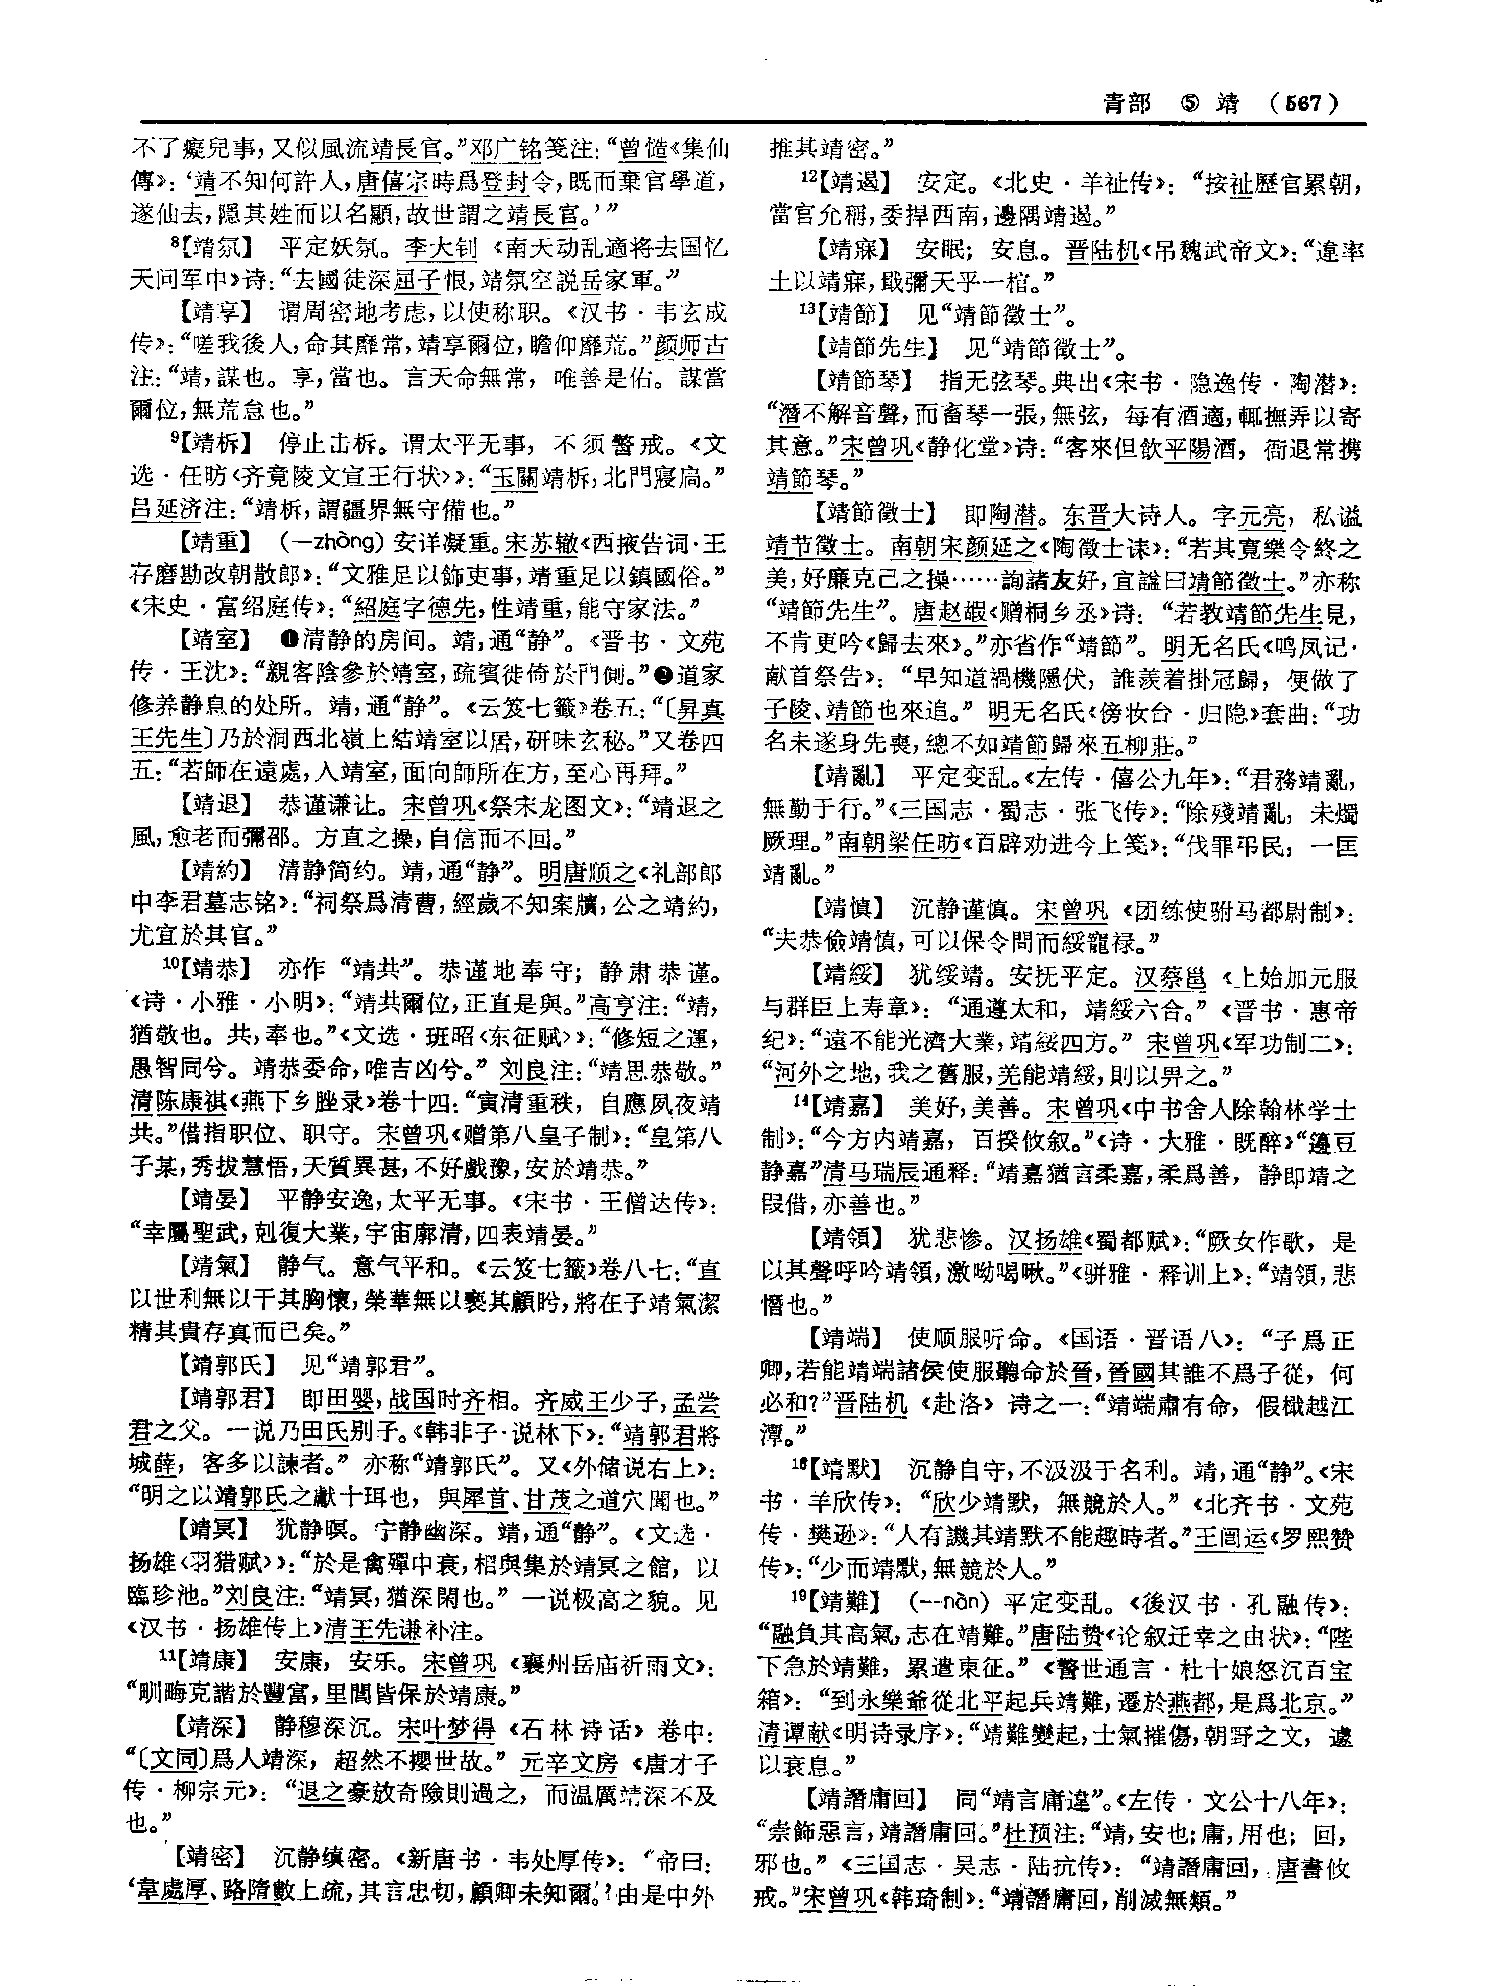 青部 ⑤ 靖 （567）
不了癡兒事，又似風流靖長官。”邓广铭笺注：“曾慥《集仙
傳》：‘靖不知何許人，唐僖宗時爲登封令，既而棄官學道，
遂仙去，隱其姓而以名顯，故世謂之靖長官。’”
⁸【靖氛】 平定妖氛。李大钊《南天动乱適将去国忆
天问军中》诗：“去國徒深屈子恨，靖氛空説岳家軍。”
【靖享】 谓周密地考虑，以使称职。《汉书·韦玄成
传》：“嗟我後人，命其靡常，靖享爾位，瞻仰靡荒。”颜师古
注：“靖，謀也。享，當也。言天命無常，唯善是佑。謀當
爾位，無荒怠也。”
⁹【靖柝】 停止击柝。谓太平无事，不须警戒。《文
选·任昉〈齐竟陵文宣王行状〉》：“玉關靖柝，北門寢扃。”
吕延济注：“靖柝，謂疆界無守備也。”
【靖重】 （—zhòng）安详凝重。宋苏辙《西掖告词·王
存磨勘改朝散郎》：“文雅足以飾吏事，靖重足以鎮國俗。”
《宋史·富绍庭传》：“紹庭字德先，性靖重，能守家法。”
【靖室】 ❶清静的房间。靖，通“静”。《晋书·文苑
传·王沈》：“親客陰參於靖室，疏賓徙倚於門側。”❷道家
修养静息的处所。靖，通“静”。《云笈七籤》卷五：“〔昇真
王先生〕乃於洞西北嶺上結靖室以居，研味玄秘。”又卷四
五：“若師在遠處，入靖室，面向師所在方，至心再拜。”
【靖退】 恭谨谦让。宋曾巩《祭宋龙图文》：“靖退之
風，愈老而彌邵。方直之操，自信而不回。”
【靖約】 清静简约。靖，通“静”。明唐顺之《礼部郎
中李君墓志铭》：“祠祭爲清曹，經歲不知案牘，公之靖約，
尤宜於其官。”
¹⁰【靖恭】 亦作“靖共”。恭谨地奉守；静肃恭谨。
《诗·小雅·小明》：“靖共爾位，正直是與。”高亨注：“靖，
猶敬也。共，奉也。”《文选·班昭〈东征赋〉》：“修短之運，
愚智同兮。靖恭委命，唯吉凶兮。”刘良注：“靖思恭敬。”
清陈康祺《燕下乡脞录》卷十四：“寅清重秩，自應夙夜靖
共。”借指职位、职守。宋曾巩《赠第八皇子制》：“皇第八
子某，秀拔慧悟，天質異甚，不好戲豫，安於靖恭。”
【靖晏】 平静安逸，太平无事。《宋书·王僧达传》：
“幸屬聖武，剋復大業，宇宙廓清，四表靖晏。”
【靖氣】 静气。意气平和。《云笈七籤》卷八七：“直
以世利無以干其胸懷，榮華無以褻其顧盻，將在子靖氣潔
精其貴存真而已矣。”
【靖郭氏】 见“靖郭君”。
【靖郭君】 即田婴，战国时齐相。齐威王少子，孟尝
君之父。一说乃田氏别子。《韩非子·说林下》：“靖郭君將
城薛，客多以諫者。”亦称“靖郭氏”。又《外储说右上》：
“明之以靖郭氏之獻十珥也，與犀首、甘茂之道穴聞也。”
【靖冥】 犹静暝。宁静幽深。靖，通“静”。《文选·
扬雄〈羽猎赋〉》：“於是禽殫中衰，相與集於靖冥之館，以
臨珍池。”刘良注：“靖冥，猶深閑也。”一说极高之貌。见
《汉书·扬雄传上》清王先谦补注。
¹¹【靖康】 安康，安乐。宋曾巩《襄州岳庙祈雨文》：
“甽畮克諧於豐富，里閭皆保於靖康。”
【靖深】 静穆深沉。宋叶梦得《石林诗话》卷中：
“〔文同〕爲人靖深，超然不攖世故。”元辛文房《唐才子
传·柳宗元》：“退之豪放奇險則過之，而温厲靖深不及
也。”
【靖密】 沉静缜密。《新唐书·韦处厚传》：“帝曰：
‘韋處厚、路隋數上疏，其言忠切，顧卿未知爾。’由是中外
推其靖密。”
¹²【靖遏】 安定。《北史·羊祉传》：“按祉歷官累朝，
當官允稱，委捍西南，邊隅靖遏。”
【靖寐】 安眠；安息。晋陆机《吊魏武帝文》：“違率
土以靖寐，戢彌天乎一棺。”
¹³【靖節】 见“靖節徵士”。
【靖節先生】 见“靖節徵士”。
【靖節琴】 指无弦琴。典出《宋书·隐逸传·陶潜》：
“潛不解音聲，而畜琴一張，無弦，每有酒適，輒撫弄以寄
其意。”宋曾巩《静化堂》诗：“客來但飲平陽酒，衙退常携
靖節琴。”
【靖節徵士】 即陶潜。东晋大诗人。字元亮，私谥
靖节徵士。南朝宋颜延之《陶徵士诔》：“若其寬樂令終之
美，好廉克己之操……詢諸友好，宜謚曰靖節徵士。”亦称
“靖節先生”。唐赵嘏《赠桐乡丞》诗：“若教靖節先生見，
不肯更吟《歸去來》。”亦省作“靖節”。明无名氏《鸣凤记·
献首祭告》：“早知道禍機隱伏，誰羨着掛冠歸，便做了
子陵、靖節也來追。”明无名氏《傍妆台·归隐》套曲：“功
名未遂身先喪，總不如靖節歸來五柳莊。”
【靖亂】 平定变乱。《左传·僖公九年》：“君務靖亂，
無勤于行。”《三国志·蜀志·张飞传》：“除殘靖亂，未燭
厥理。”南朝梁任昉《百辟劝进今上笺》：“伐罪弔民，一匡
靖亂。”
【靖慎】 沉静谨慎。宋曾巩《团练使驸马都尉制》：
“夫恭儉靖慎，可以保令問而綏寵禄。”
【靖綏】 犹绥靖。安抚平定。汉蔡邕《上始加元服
与群臣上寿章》：“通遵太和，靖綏六合。”《晋书·惠帝
纪》：“遠不能光濟大業，靖綏四方。”宋曾巩《军功制二》：
“河外之地，我之舊服，羌能靖綏，則以畀之。”
¹⁴【靖嘉】 美好，美善。宋曾巩《中书舍人除翰林学士
制》：“今方内靖嘉，百揆攸叙。”《诗·大雅·既醉》“籩豆
静嘉”清马瑞辰通释：“靖嘉猶言柔嘉，柔爲善，静即靖之
叚借，亦善也。”
【靖領】 犹悲惨。汉扬雄《蜀都赋》：“厥女作歌，是
以其聲呼吟靖領，激呦喝啾。”《骈雅·释训上》：“靖領，悲
憯也。”
【靖端】 使顺服听命。《国语·晋语八》：“子爲正
卿，若能靖端諸侯使服聽命於晉，晉國其誰不爲子從，何
必和？”晋陆机《赴洛》诗之一：“靖端肅有命，假檝越江
潭。”
¹⁶【靖默】 沉静自守，不汲汲于名利。靖，通“静”。《宋
书·羊欣传》：“欣少靖默，無競於人。”《北齐书·文苑
传·樊逊》：“人有譏其靖默不能趣時者。”王闿运《罗熙赞
传》：“少而靖默，無競於人。”
¹⁹【靖難】 （—nàn）平定变乱。《後汉书·孔融传》：
“融負其高氣，志在靖難。”唐陆贽《论叙迁幸之由状》：“陛
下急於靖難，累遣東征。”《警世通言·杜十娘怒沉百宝
箱》：“到永樂爺從北平起兵靖難，遷於燕都，是爲北京。”
清谭献《明诗录序》：“靖難變起，士氣摧傷，朝野之文，遽
以衰息。”
【靖譖庸回】 同“靖言庸違”。《左传·文公十八年》：
“崇飾惡言，靖譖庸回。”杜预注：“靖，安也；庸，用也；回，
邪也。”《三国志·吴志·陆抗传》：“靖譖庸回，唐書攸
戒。”宋曾巩《韩琦制》：“靖譖庸回，削滅無類。”